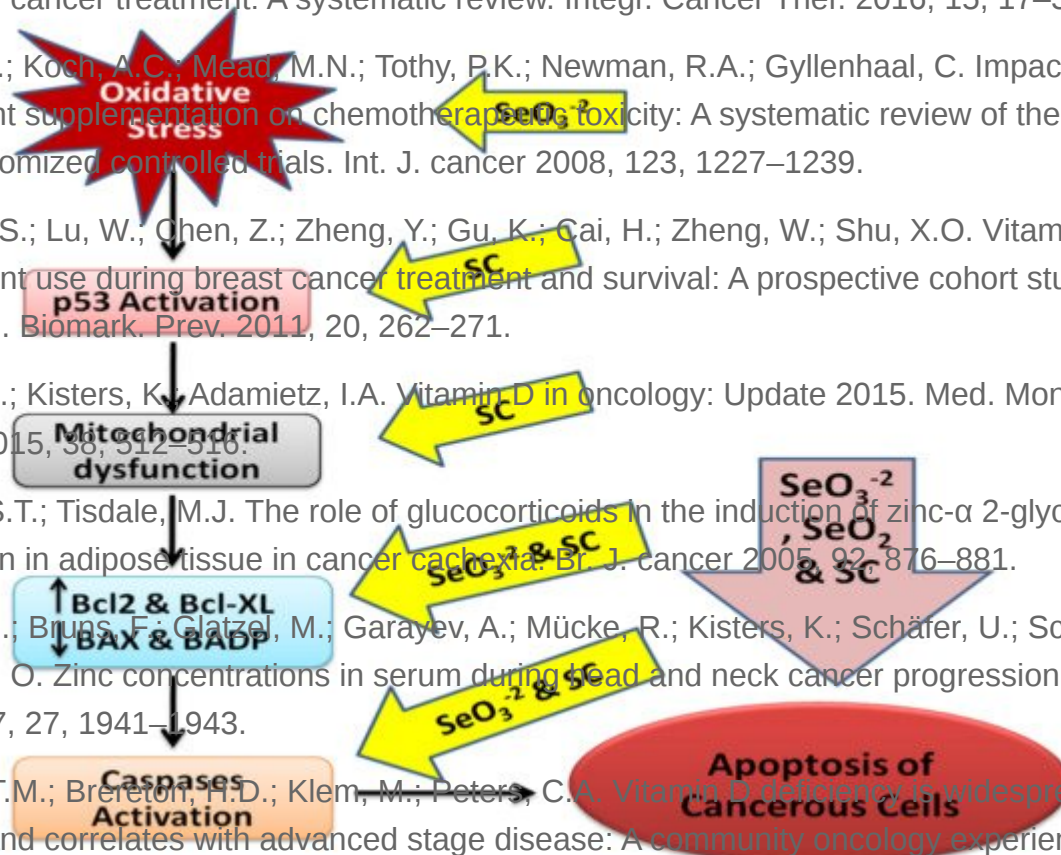 cancer treatment: A systematic review. Integr. Cancer Ther. 2016, 15, 17–
.; Koch, A.C.; Mead, M.N.; Tothy, P.K.; Newman, R.A.; Gyllenhaal, C. Impac
nt supplementation on chemotherapeutic toxicity: A systematic review of the
omized controlled trials. Int. J. cancer 2008, 123, 1227–1239.
S.; Lu, W.; Chen, Z.; Zheng, Y.; Gu, K.; Cai, H.; Zheng, W.; Shu, X.O. Vitam
nt use during breast cancer treatment and survival: A prospective cohort stu
. Biomark. Prev. 2011, 20, 262–271.
.; Kisters, K.; Adamietz, I.A. Vitamin D in oncology: Update 2015. Med. Mon
015, 38, 512–516.
S.T.; Tisdale, M.J. The role of glucocorticoids in the induction of zinc-α 2-glyc
n in adipose tissue in cancer cachexia. Br. J. cancer 2005, 92, 876–881.
.; Bruns, F.; Glatzel, M.; Garayev, A.; Mücke, R.; Kisters, K.; Schäfer, U.; Sc
O. Zinc concentrations in serum during head and neck cancer progression
7, 27, 1941–1943.
T.M.; Brereton, H.D.; Klem, M.; Peters, C.A. Vitamin D deficiency is widespre
nd correlates with advanced stage disease: A community oncology experien
Oxidative
Stress
SeO₃⁻²
p53 Activation
SC
Mitochondrial
dysfunction
SC
↑Bcl2 & Bcl-XL
↓BAX & BADP
SeO₃⁻² & SC
Caspases
Activation
SeO₃⁻² & SC
SeO₃⁻²
, SeO₂
& SC
Apoptosis of
Cancerous Cells